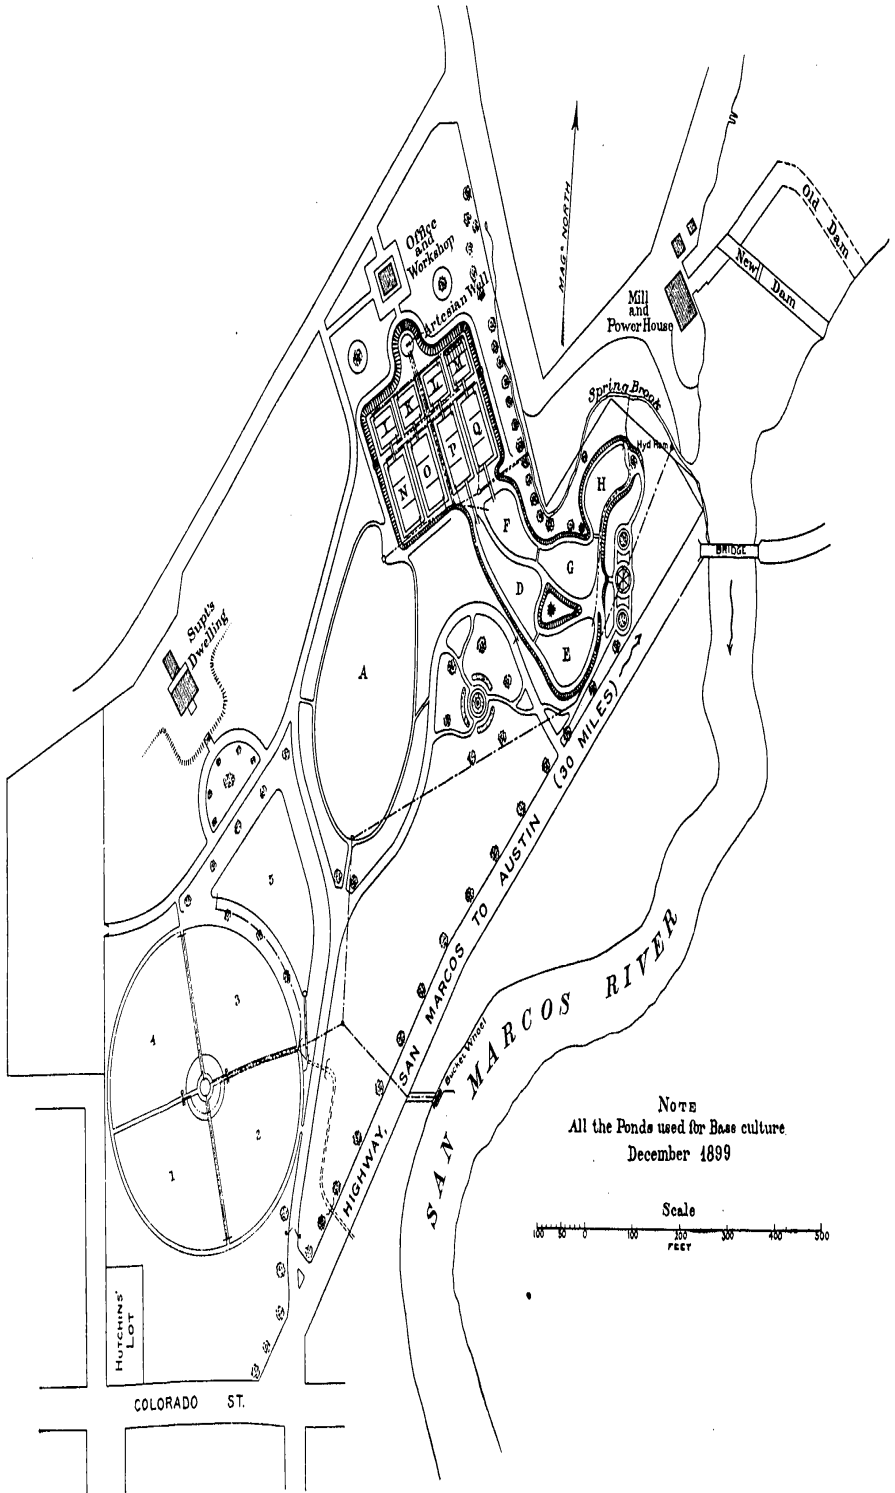 Old Dam
Office
and
Workshop
MAGc NORTH
New Dam
Artesian Well
Mill
and
Power House
Spring Brook
I
K
L
M
Hyd Ram
N
O
P
Q
H
F
BRIDGE
G
D
Supt's
Dwelling
E
A
HIGHWAY, SAN MARCOS TO AUSTIN (30 MILES)
5
SAN MARCOS RIVER
3
4
Bucket Wheel
NOTE
All the Ponds used for Bass culture
December 1899
2
1
Scale
100 50 0 100 200 300 400 500
FEET
HUTCHINS'
LOT
COLORADO ST.